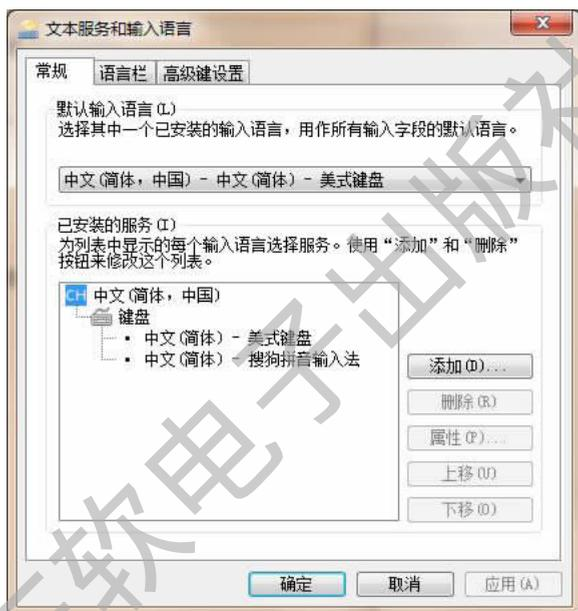 文本服务和输入语言
常规 语言栏 高级键设置
默认输入语言(L)
选择其中一个已安装的输入语言，用作所有输入字段的默认语言。
中文(简体，中国) - 中文(简体) - 美式键盘
已安装的服务(I)
为列表中显示的每个输入语言选择服务。使用“添加”和“删除”
按钮来修改这个列表。
CH 中文(简体，中国)
键盘
• 中文(简体) - 美式键盘
• 中文(简体) - 搜狗拼音输入法
添加(D)...
删除(R)
属性(P)...
上移(U)
下移(O)
确定 取消 应用(A)
软电子出版社